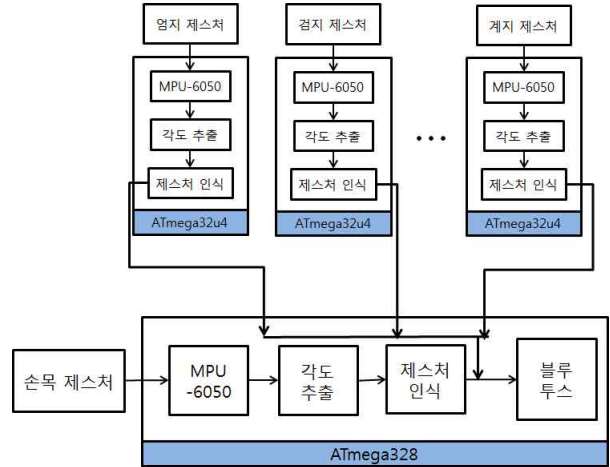 엄지 제스처
검지 제스처
계지 제스처
MPU-6050
MPU-6050
MPU-6050
각도 추출
각도 추출
• • •
각도 추출
제스처 인식
제스처 인식
제스처 인식
ATmega32u4
ATmega32u4
ATmega32u4
손목 제스처
MPU
-6050
각도
추출
제스처
인식
블루
투스
ATmega328